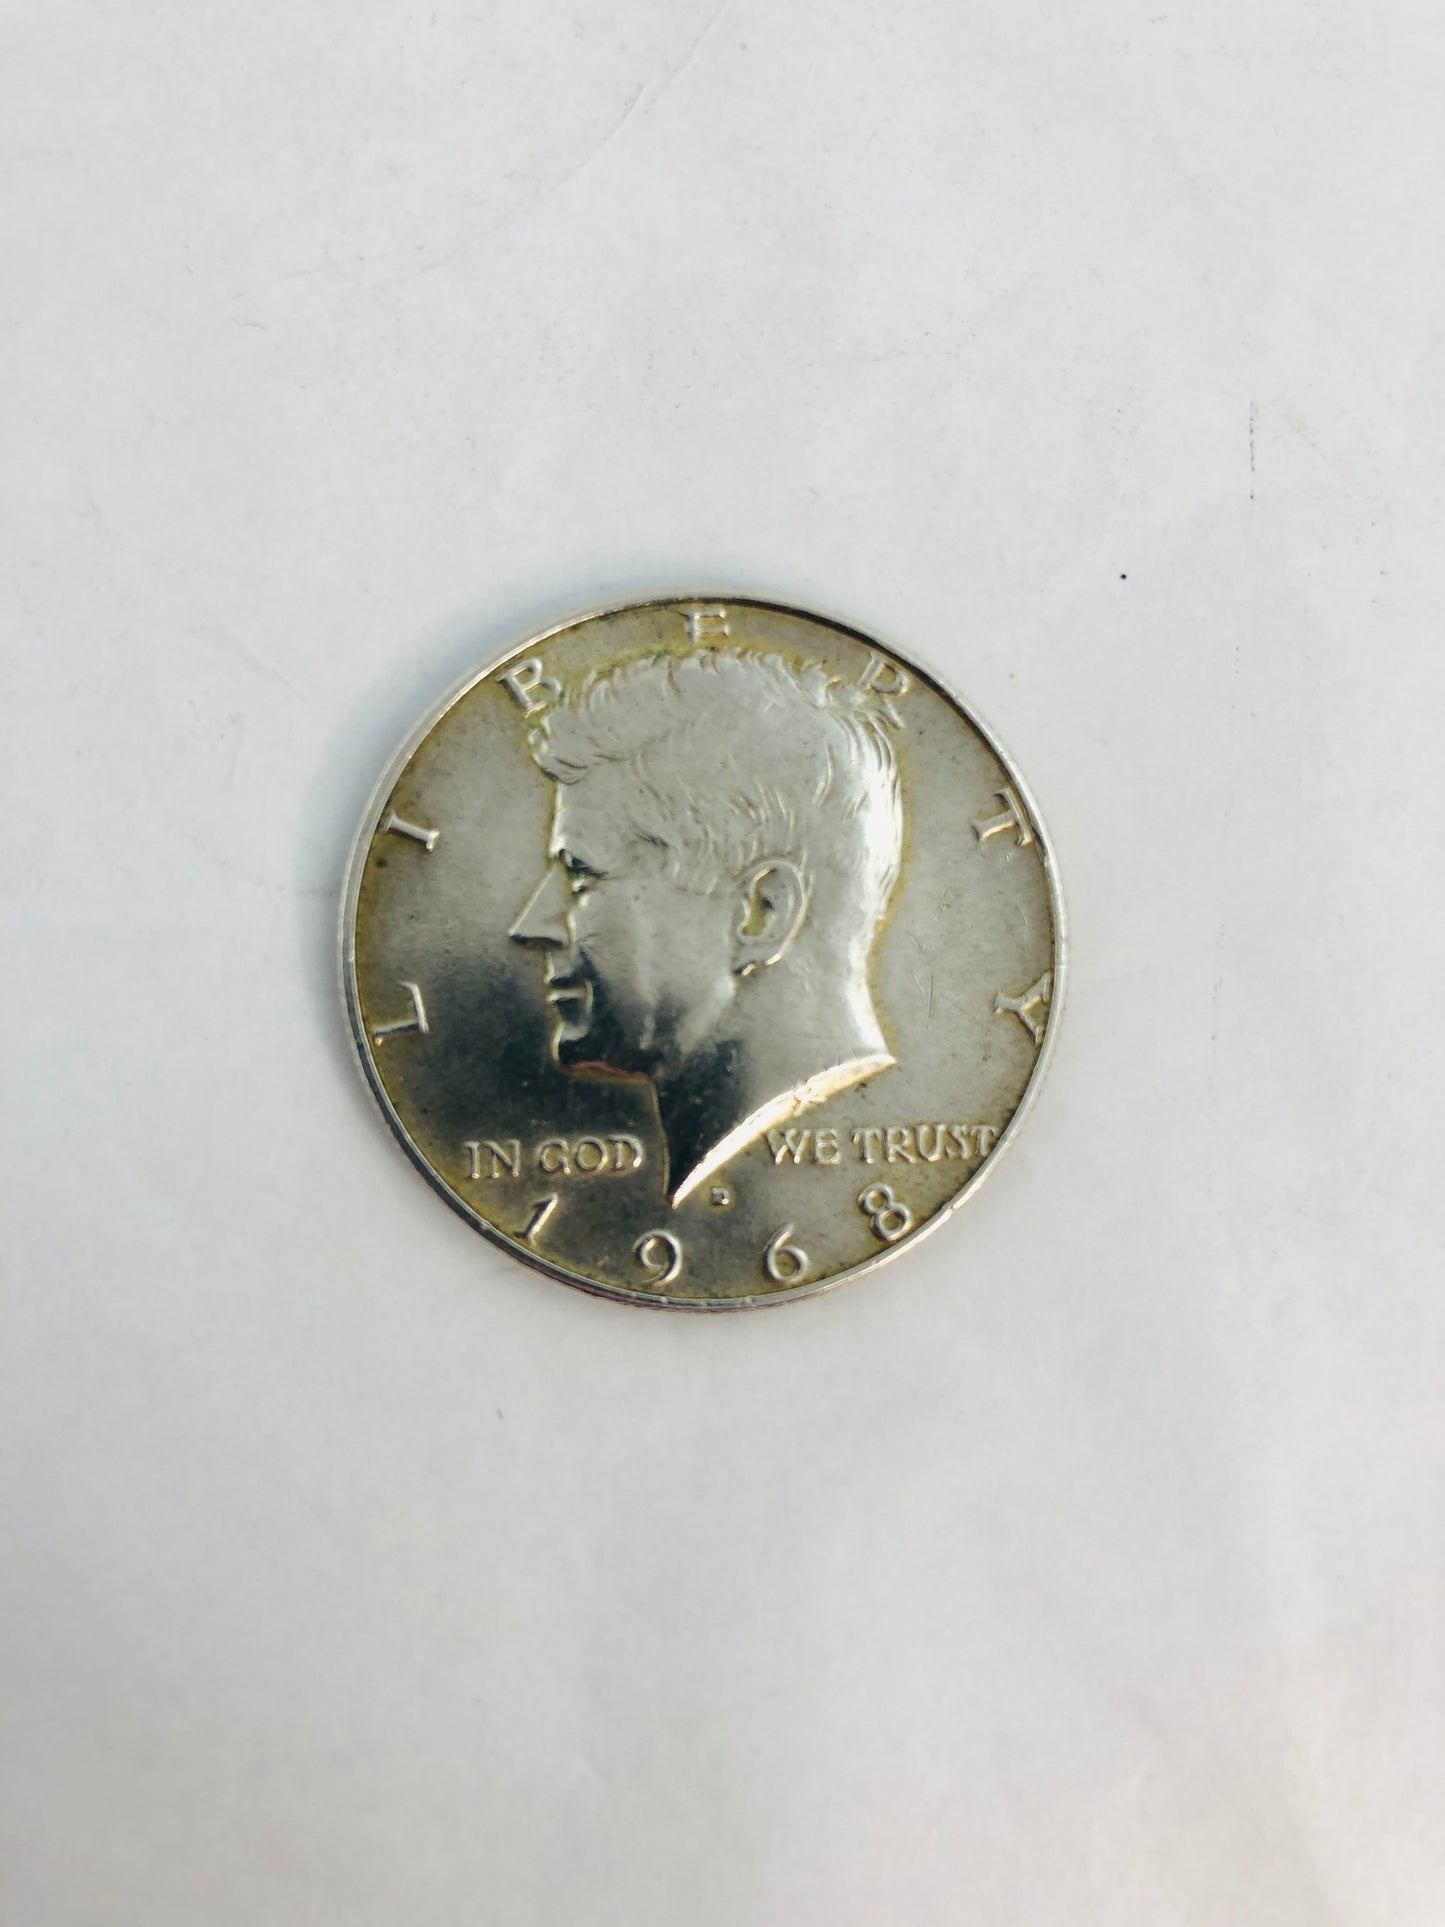 LIBERTY
IN GOD WE TRUST
D
1968